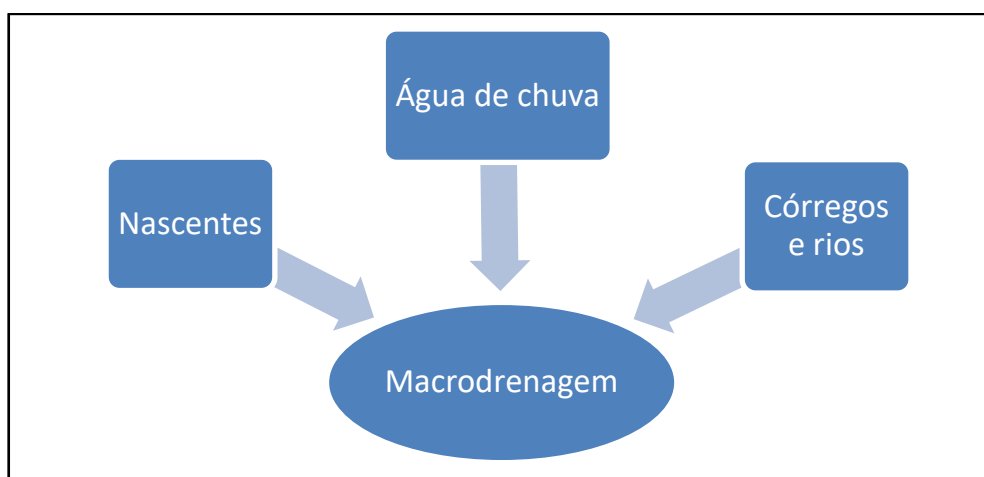 Água de chuva
Nascentes
Córregos
e rios
Macrodrenagem